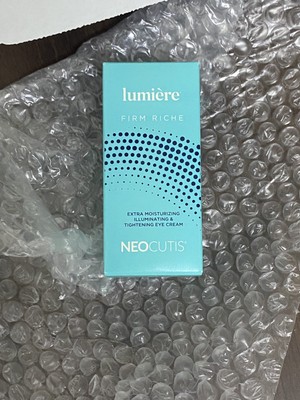 lumière
FIRM RICHE
EXTRA MOISTURIZING
ILLUMINATING &
TIGHTENING EYE CREAM
NEOCUTIS®